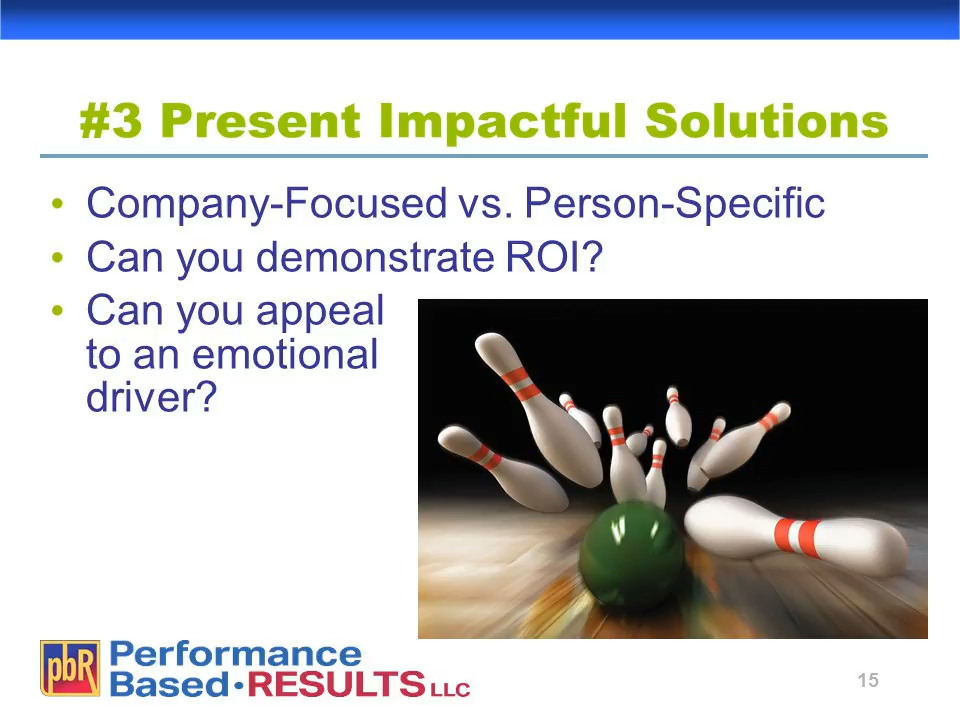 #3 Present Impactful Solutions
• Company-Focused vs. Person-Specific
• Can you demonstrate ROI?
• Can you appeal
to an emotional
driver?
pbR
Performance
Based·RESULTS LLC
15